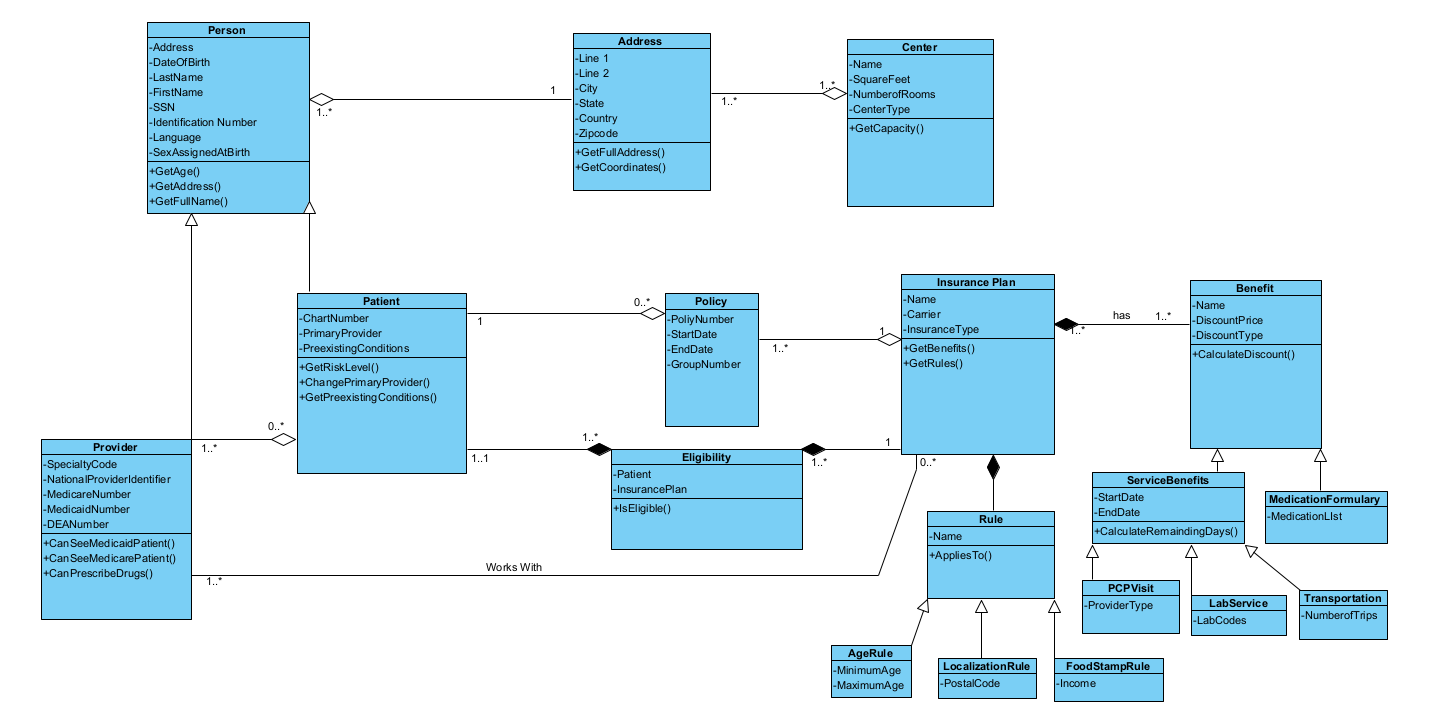 Person
-Address
-DateOfBirth
-LastName
-FirstName
-SSN
-Identification Number
-Language
-SexAssignedAtBirth
+GetAge()
+GetAddress()
+GetFullName()
1..*
1
Address
-Line 1
-Line 2
-City
-State
-Country
-Zipcode
+GetFullAddress()
+GetCoordinates()
1..*
1..*
Center
-Name
-SquareFeet
-NumberofRooms
-CenterType
+GetCapacity()
Patient
-ChartNumber
-PrimaryProvider
-PreexistingConditions
+GetRiskLevel()
+ChangePrimaryProvider()
+GetPreexistingConditions()
1
0..*
Policy
-PoliyNumber
-StartDate
-EndDate
-GroupNumber
1..*
1
Insurance Plan
-Name
-Carrier
-InsuranceType
+GetBenefits()
+GetRules()
1..*
has
1..*
Benefit
-Name
-DiscountPrice
-DiscountType
+CalculateDiscount()
Provider
-SpecialtyCode
-NationalProviderIdentifier
-MedicareNumber
-MedicaidNumber
-DEANumber
+CanSeeMedicaidPatient()
+CanSeeMedicarePatient()
+CanPrescribeDrugs()
1..*
0..*
1..1
1..*
Eligibility
-Patient
-InsurancePlan
+IsEligible()
1..*
1
0..*
Works With
1..*
Rule
-Name
+AppliesTo()
ServiceBenefits
-StartDate
-EndDate
+CalculateRemaindingDays()
MedicationFormulary
-MedicationLIst
PCPVisit
-ProviderType
LabService
-LabCodes
Transportation
-NumberofTrips
AgeRule
-MinimumAge
-MaximumAge
LocalizationRule
-PostalCode
FoodStampRule
-Income